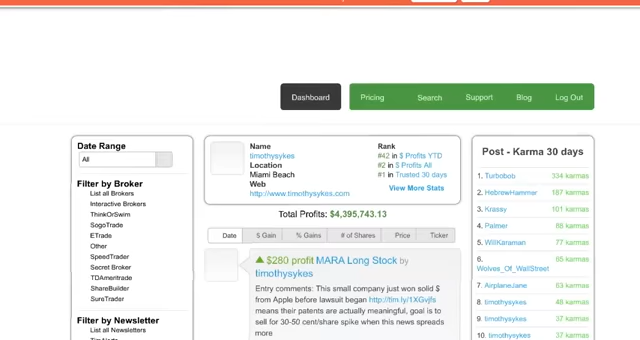 Dashboard
Pricing
Search
Support
Blog
Log Out
Date Range
All
Filter by Broker
List all Brokers
Interactive Brokers
ThinkOrSwim
SogoTrade
ETrade
Other
SpeedTrader
Secret Broker
TDAmeritrade
ShareBuilder
SureTrader
Filter by Newsletter
List all Newsletters
Name
timothysykes
Location
Miami Beach
Web
http://www.timothysykes.com
Rank
#42 in $ Profits YTD
#2 in $ Profits All
#1 in Trusted 30 days
View More Stats
Total Profits: $4,395,743.13
Date
$ Gain
% Gains
# of Shares
Price
Ticker
$280 profit MARA Long Stock by
timothysykes
Entry comments: This small company just won solid $
from Apple before lawsuit began http://tim.ly/1XGvjfs
means their patents are actually meaningful, goal is to
sell for 30-50 cent/share spike when this news spreads
more
Post - Karma 30 days
1. Turbobob 334 karmas
2. HebrewHammer 187 karmas
3. Krassy 101 karmas
4. Palmer 88 karmas
5. WillKaraman 77 karmas
6. 65 karmas
Wolves_Of_WallStreet
7. AirplaneJane 63 karmas
8. timothysykes 48 karmas
9. timothysykes 37 karmas
10. timothysykes 37 karmas